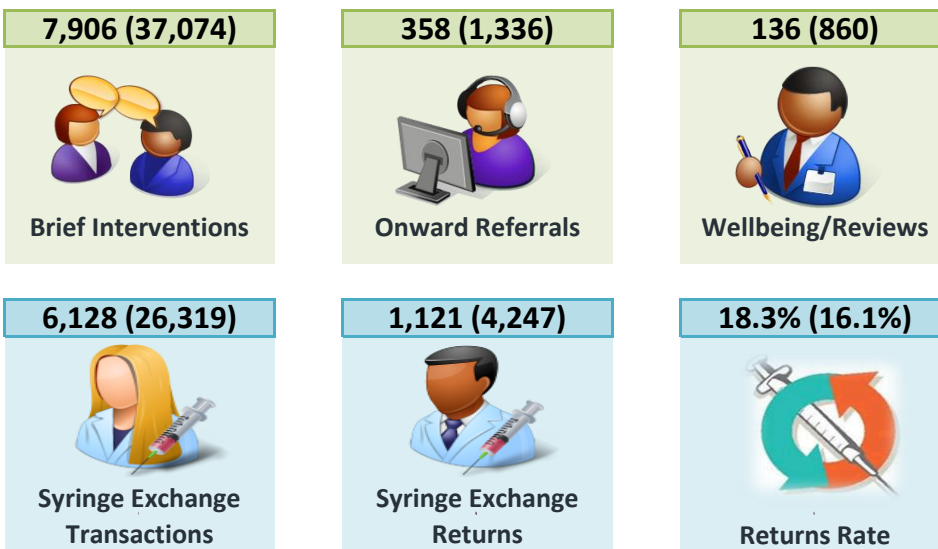 7,906 (37,074)
358 (1,336)
136 (860)
Brief Interventions
Onward Referrals
Wellbeing/Reviews
6,128 (26,319)
1,121 (4,247)
18.3% (16.1%)
Syringe Exchange
Transactions
Syringe Exchange
Returns
Returns Rate